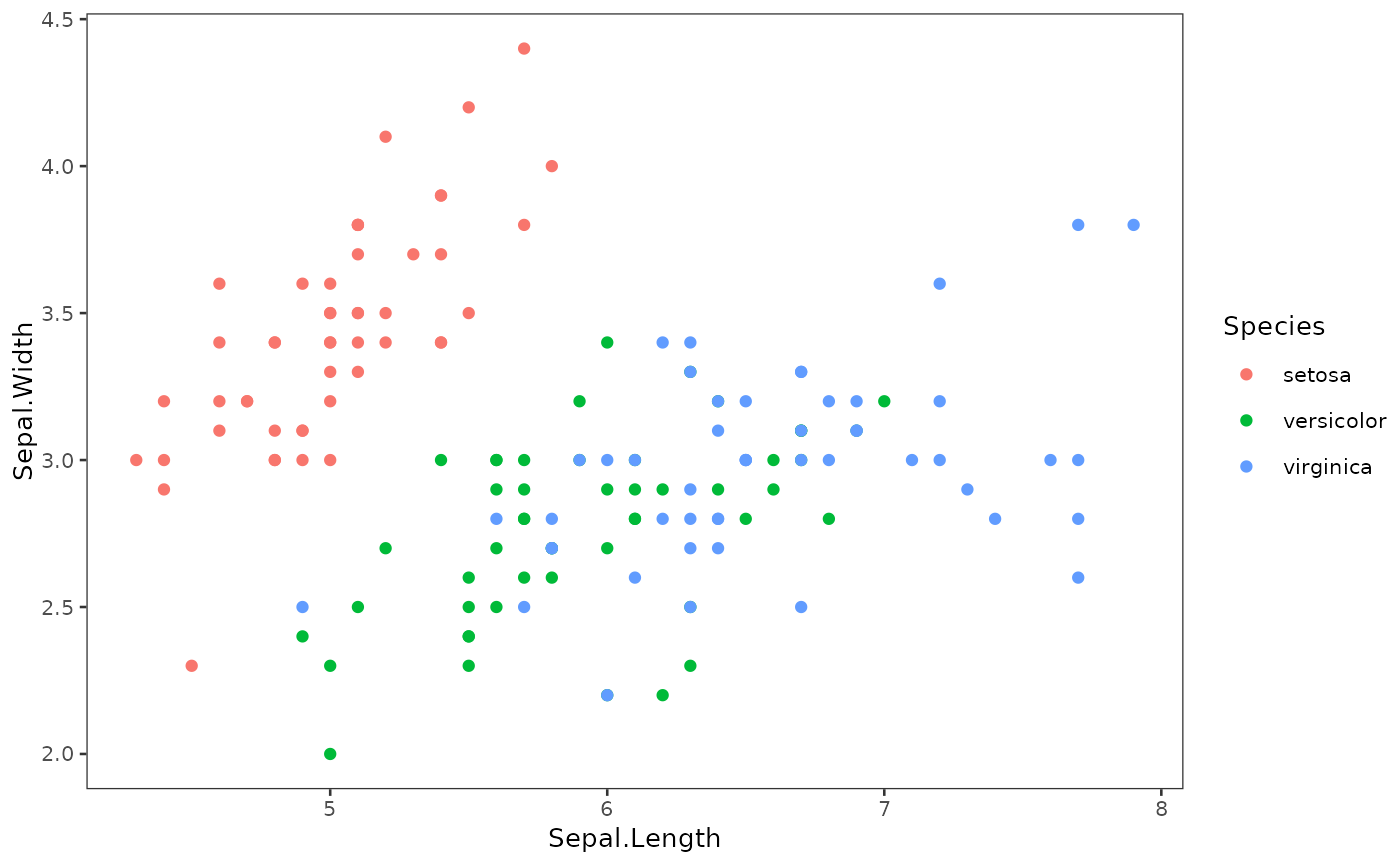 4.5
4.0
3.5
3.0
2.5
2.0
Sepal.Width
5 6 7 8
Sepal.Length
Species
setosa
versicolor
virginica